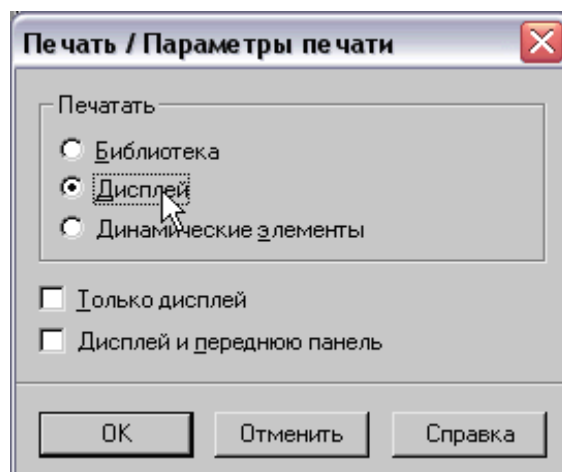 Печать / Параметры печати
Печатать
Библиотека
Дисплей
Динамические элементы
Только дисплей
Дисплей и переднюю панель
OK
Отменить
Справка